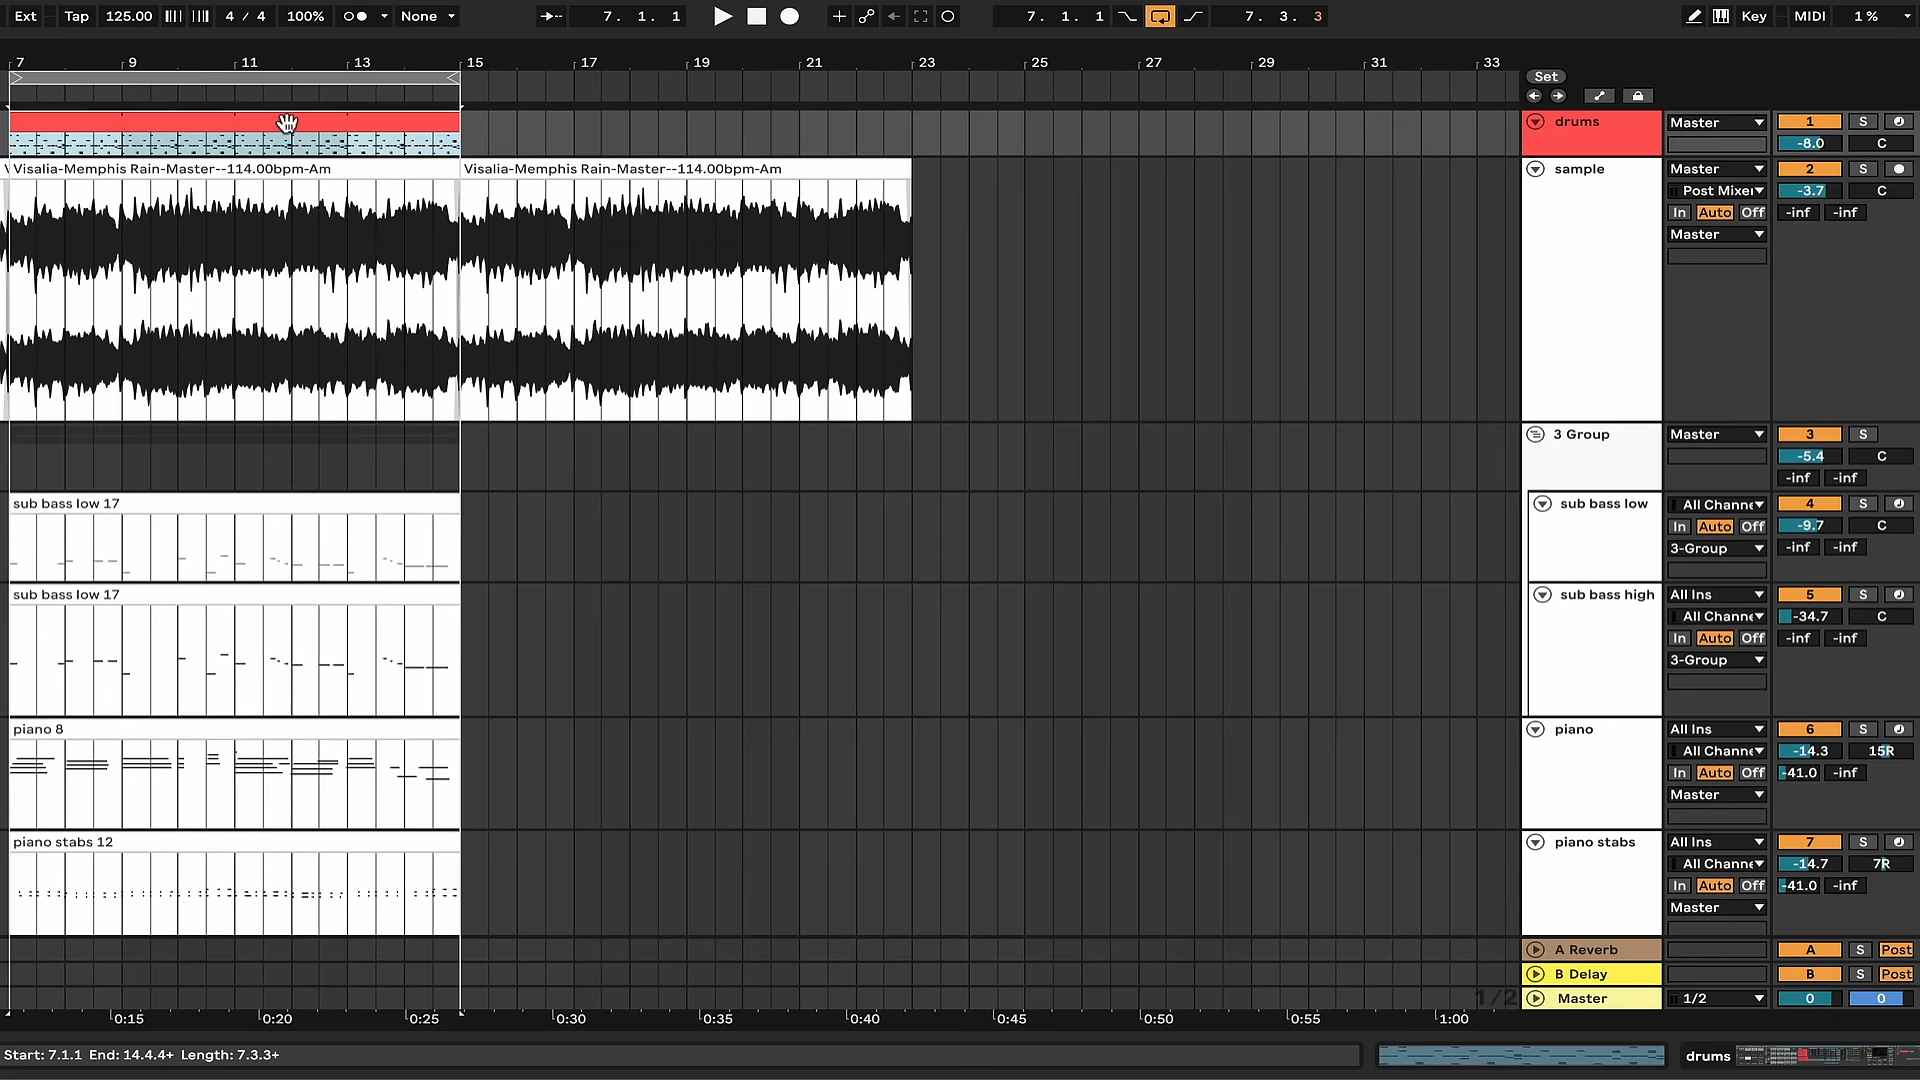 Ext Tap 125.00 4 / 4 100% None 7. 1. 1 7. 1. 1 7. 3. 3 Key MIDI 1 %
7 9 11 13 15 17 19 21 23 25 27 29 31 33
Set
drums Master 1 S
-8.0 C
Visalia-Memphis Rain-Master--114.00bpm-Am Visalia-Memphis Rain-Master--114.00bpm-Am sample Master 2 S
Post Mixer -3.7 C
In Auto Off -inf -inf
Master
3 Group Master 3 S
-5.4 C
-inf -inf
sub bass low 17 sub bass low All Channe 4 S
In Auto Off -9.7 C
3-Group -inf -inf
sub bass low 17 sub bass high All Ins 5 S
All Channe -34.7 C
In Auto Off -inf -inf
3-Group
piano 8 piano All Ins 6 S
All Channe -14.3 15R
In Auto Off -41.0 -inf
Master
piano stabs 12 piano stabs All Ins 7 S
All Channe -14.7 7R
In Auto Off -41.0 -inf
Master
A Reverb A S Post
B Delay B S Post
1/2 Master 1/2 0 0
0:15 0:20 0:25 0:30 0:35 0:40 0:45 0:50 0:55 1:00
Start: 7.1.1 End: 14.4.4+ Length: 7.3.3+ drums